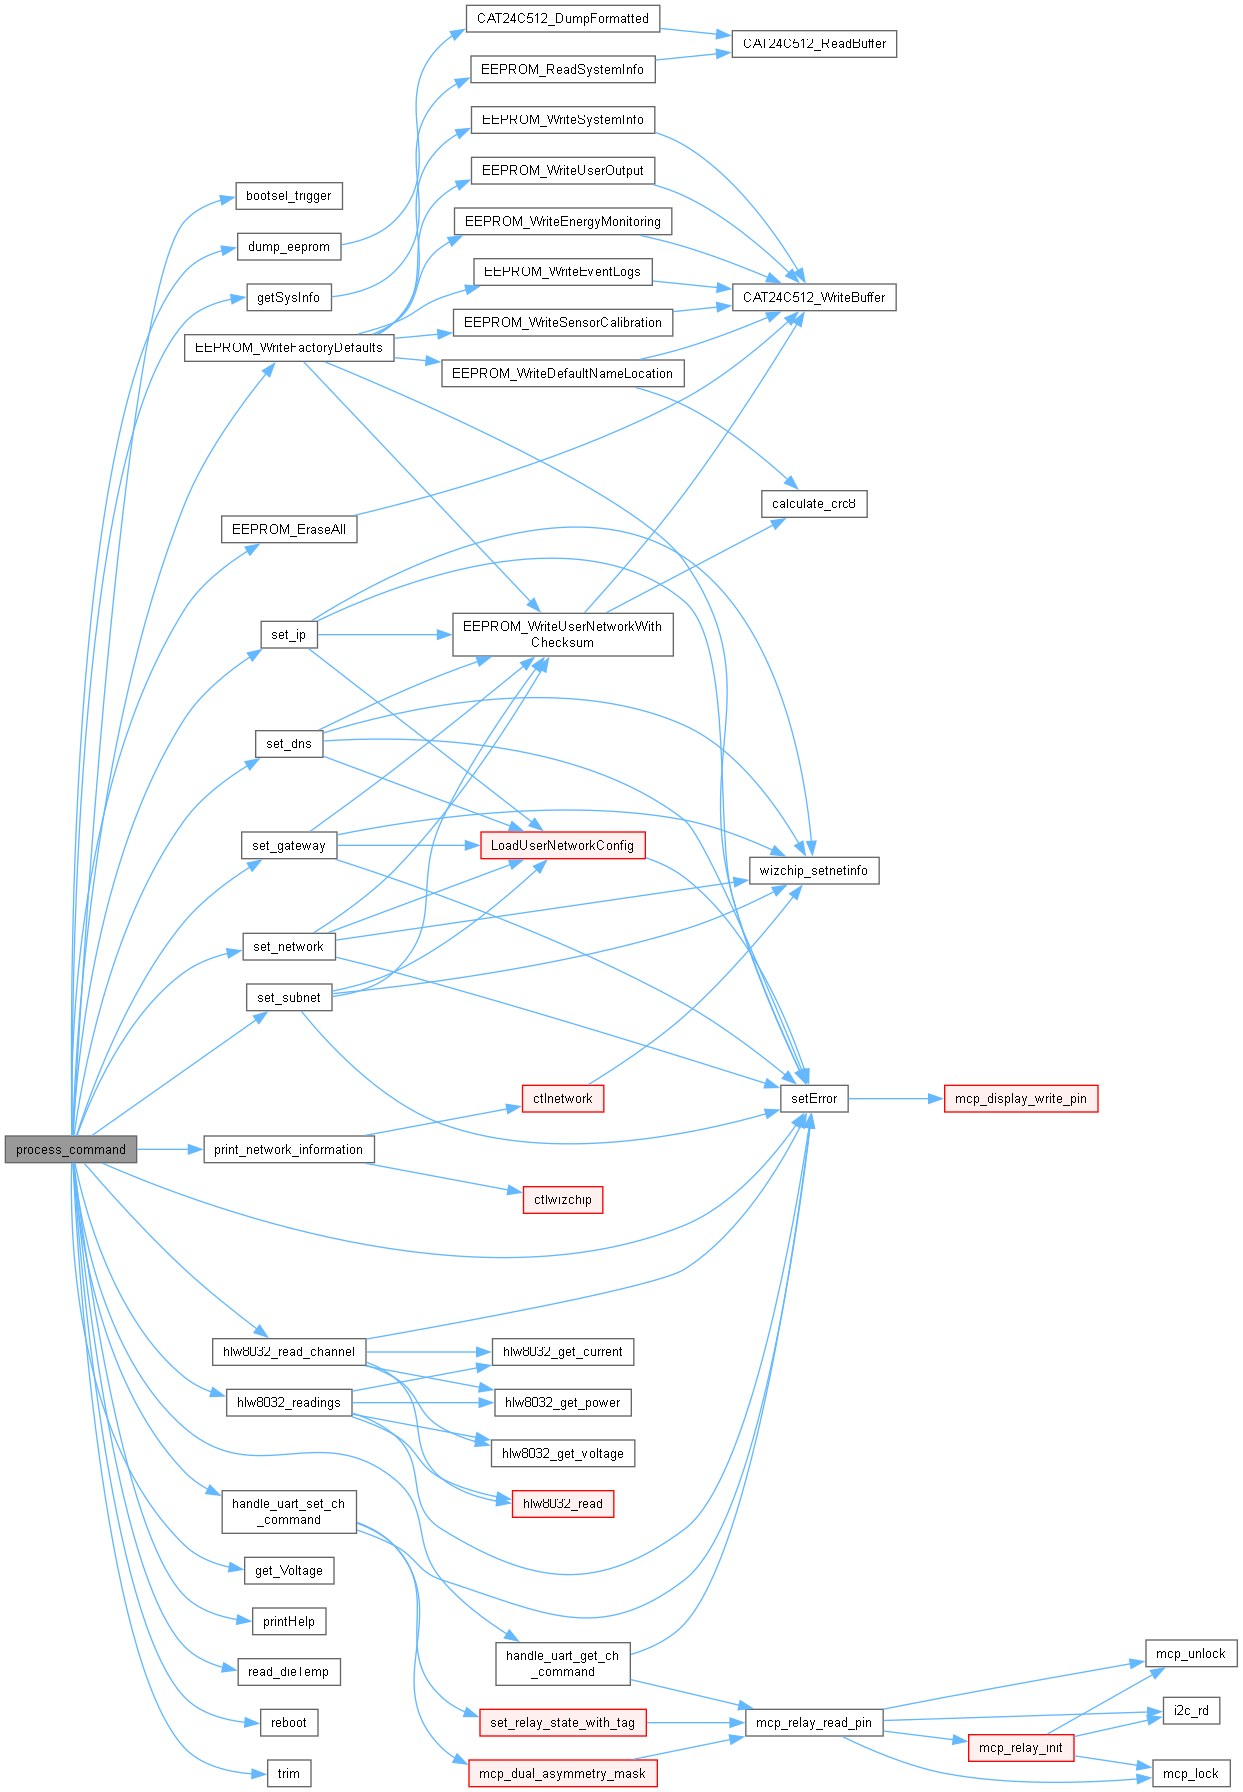 CAT24C512_DumpFormatted
CAT24C512_ReadBuffer
EEPROM_ReadSystemInfo
EEPROM_WriteSystemInfo
EEPROM_WriteUserOutput
bootsel_trigger
EEPROM_WriteEnergyMonitoring
dump_eeprom
EEPROM_WriteEventLogs
getSysInfo
CAT24C512_WriteBuffer
EEPROM_WriteSensorCalibration
EEPROM_WriteFactoryDefaults
EEPROM_WriteDefaultNameLocation
calculate_crc8
EEPROM_EraseAll
set_ip
EEPROM_WriteUserNetworkWith
Checksum
set_dns
set_gateway
LoadUserNetworkConfig
wizchip_setnetinfo
set_network
set_subnet
ctlnetwork
setError
mcp_display_write_pin
process_command
print_network_information
ctlwizchip
hlw8032_read_channel
hlw8032_get_current
hlw8032_readings
hlw8032_get_power
hlw8032_get_voltage
hlw8032_read
handle_uart_set_ch
_command
get_Voltage
printHelp
handle_uart_get_ch
_command
mcp_unlock
read_dieTemp
i2c_rd
reboot
set_relay_state_with_tag
mcp_relay_read_pin
mcp_relay_init
trim
mcp_dual_asymmetry_mask
mcp_lock